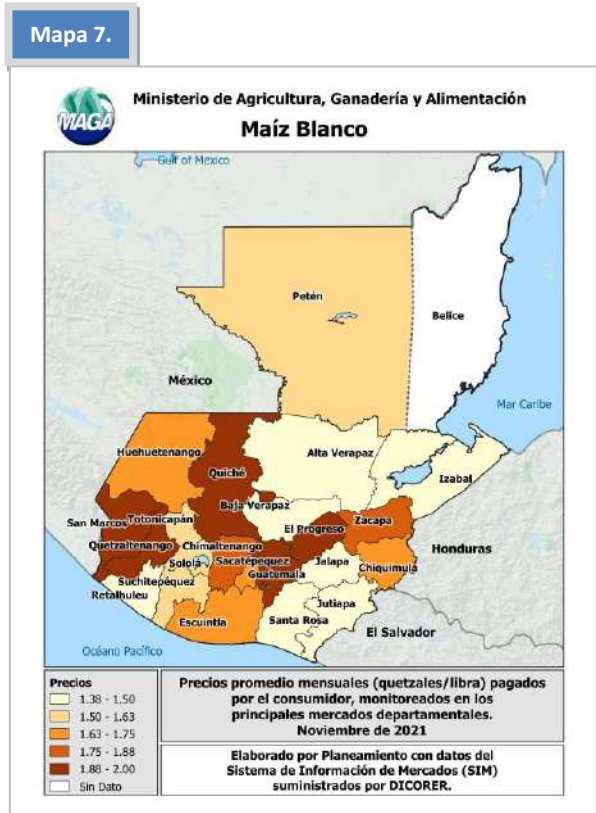 Mapa 7.
MAGA
Ministerio de Agricultura, Ganadería y Alimentación
Maíz Blanco
Gulf of Mexico
Petén
Belice
México
Mar Caribe
Huehuetenango
Alta Verapaz
Quiché
Izabal
Baja Verapaz
San Marcos
Totonicapán
El Progreso
Zacapa
Quetzaltenango
Chimaltenango
Honduras
Sololá
Sacatépequez
Jalapa
Chiquimula
Guatemala
Suchitepéquez
Retalhuleu
Jutiapa
Escuintla
Santa Rosa
El Salvador
Océano Pacífico
Precios
1.38 - 1.50
1.50 - 1.63
1.63 - 1.75
1.75 - 1.88
1.88 - 2.00
Sin Dato
Precios promedio mensuales (quetzales/libra) pagados
por el consumidor, monitoreados en los
principales mercados departamentales.
Noviembre de 2021
Elaborado por Planeamiento con datos del
Sistema de Información de Mercados (SIM)
suministrados por DICORER.